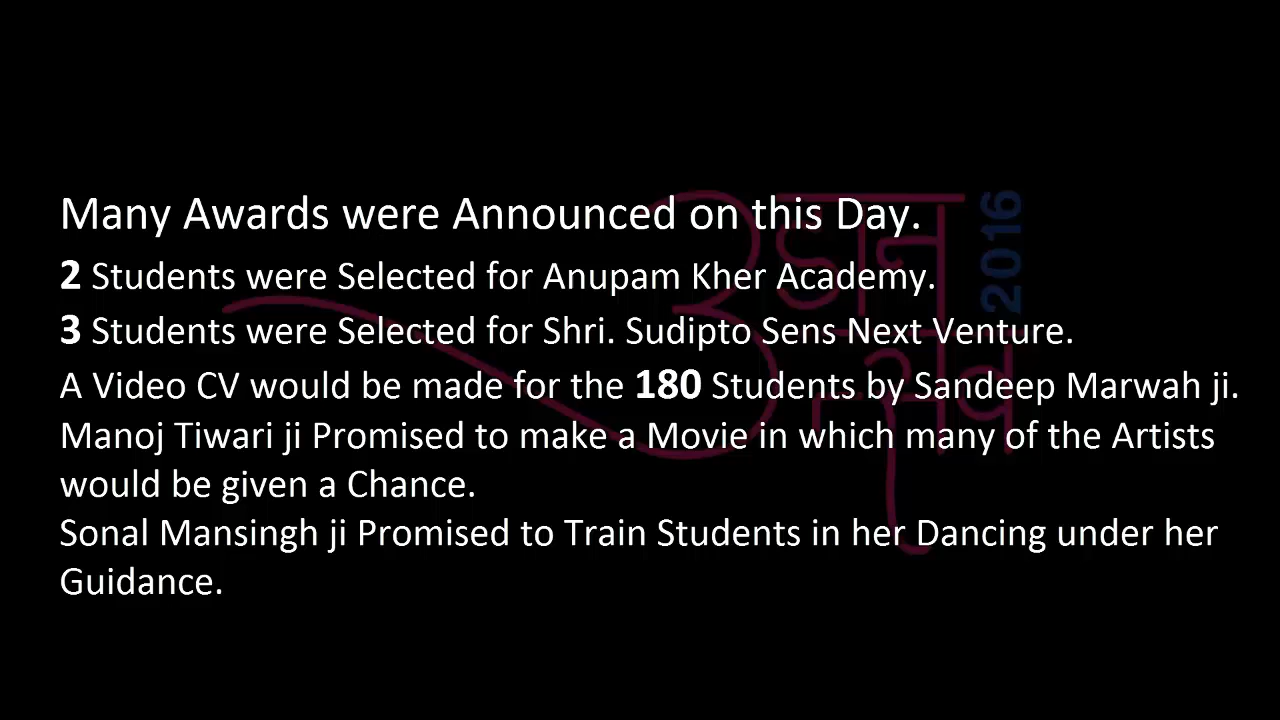 Many Awards were Announced on this Day.
2 Students were Selected for Anupam Kher Academy.
3 Students were Selected for Shri. Sudipto Sens Next Venture.
A Video CV would be made for the 180 Students by Sandeep Marwah ji.
Manoj Tiwari ji Promised to make a Movie in which many of the Artists
would be given a Chance.
Sonal Mansingh ji Promised to Train Students in her Dancing under her
Guidance.
उड़ान
उत्सव
2016